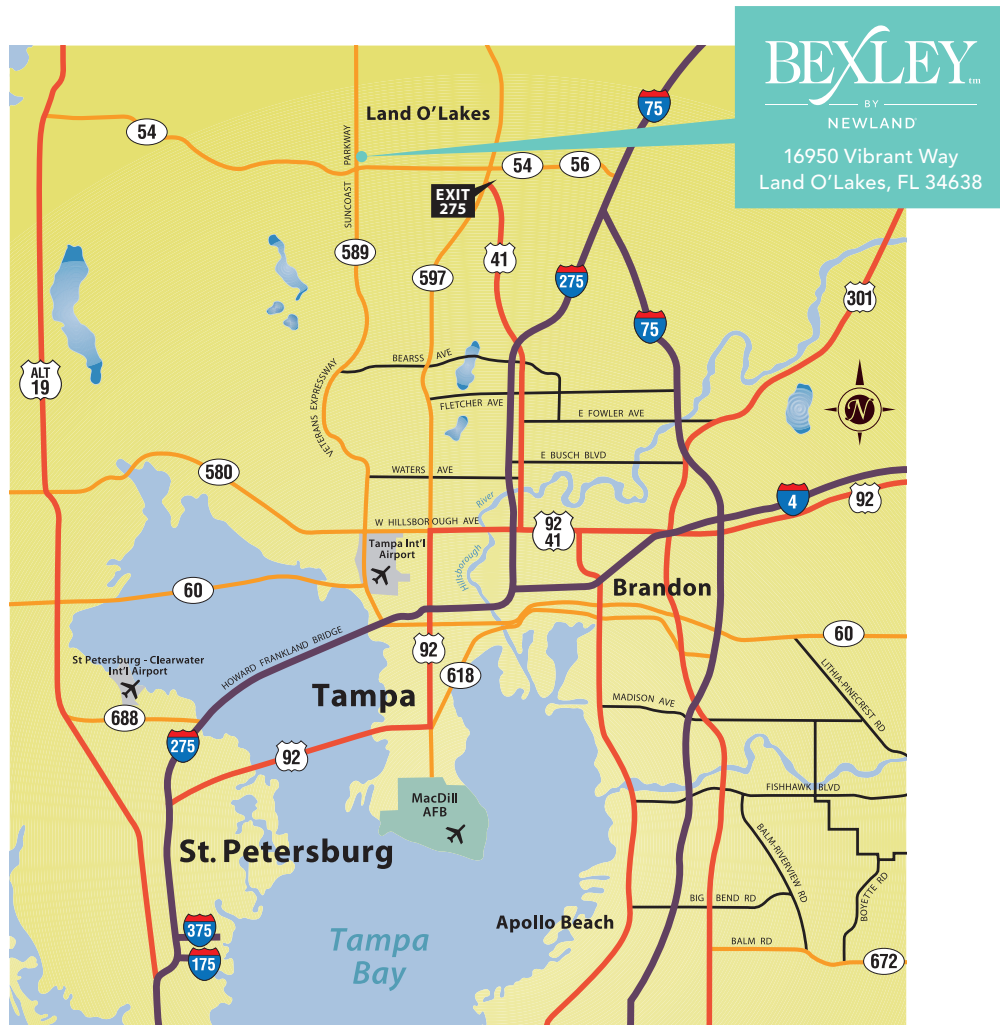 BEXLEY tm
BY
NEWLAND
16950 Vibrant Way
Land O'Lakes, FL 34638
75
Land O'Lakes
54
SUNCOAST PARKWAY
54
56
EXIT
275
589
597
41
275
75
301
ALT
19
BEARSS AVE
VETERANS EXPRESSWAY
FLETCHER AVE
E FOWLER AVE
N
580
WATERS AVE
E BUSCH BLVD
4
92
Hillsborough River
W HILLSBOROUGH AVE
92
41
Tampa Int'l
Airport
60
Brandon
HOWARD FRANKLAND BRIDGE
92
60
St Petersburg - Clearwater
Int'l Airport
618
LITHIA-PINECREST RD
Tampa
MADISON AVE
688
275
92
FISHHAWK BLVD
MacDill
AFB
BALM-RIVERVIEW RD
St. Petersburg
BOYETTE RD
BIG BEND RD
Apollo Beach
375
Tampa
Bay
BALM RD
175
672